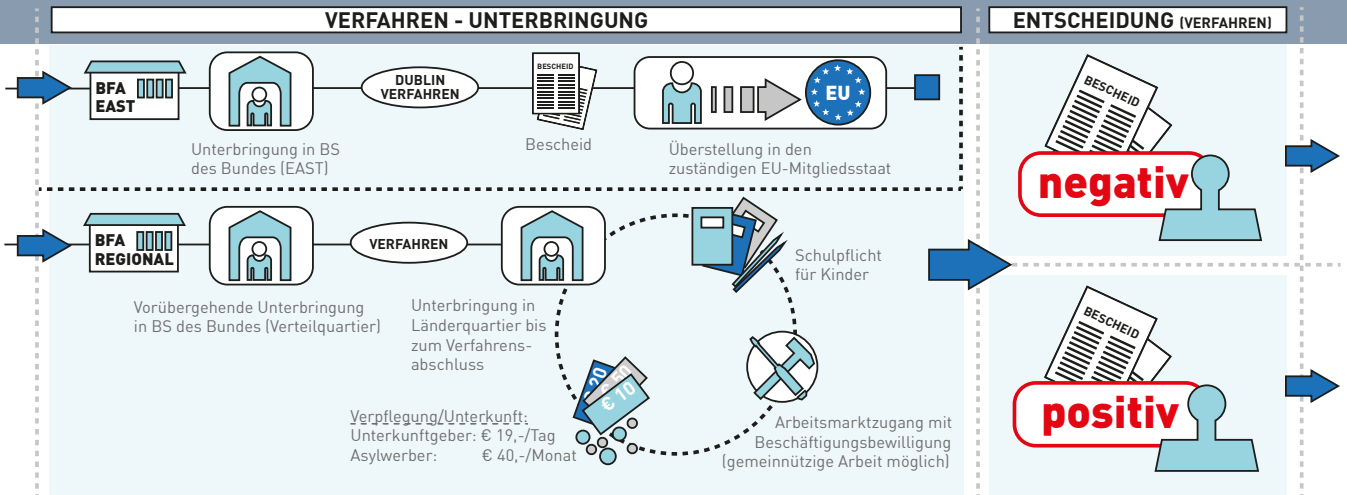 VERFAHREN - UNTERBRINGUNG
ENTSCHEIDUNG (VERFAHREN)
BFA
EAST
DUBLIN
VERFAHREN
BESCHEID
EU
Unterbringung in BS
des Bundes (EAST)
Bescheid
Überstellung in den
zuständigen EU-Mitgliedsstaat
BFA
REGIONAL
VERFAHREN
Vorübergehende Unterbringung
in BS des Bundes (Verteilquartier)
Unterbringung in
Länderquartier bis
zum Verfahrens-
abschluss
Schulpflicht
für Kinder
20
€ 50
€ 10
Verpflegung/Unterkunft:
Unterkunftgeber: € 19,-/Tag
Asylwerber: € 40,-/Monat
Arbeitsmarktzugang mit
Beschäftigungsbewilligung
(gemeinnützige Arbeit möglich)
BESCHEID
negativ
BESCHEID
positiv